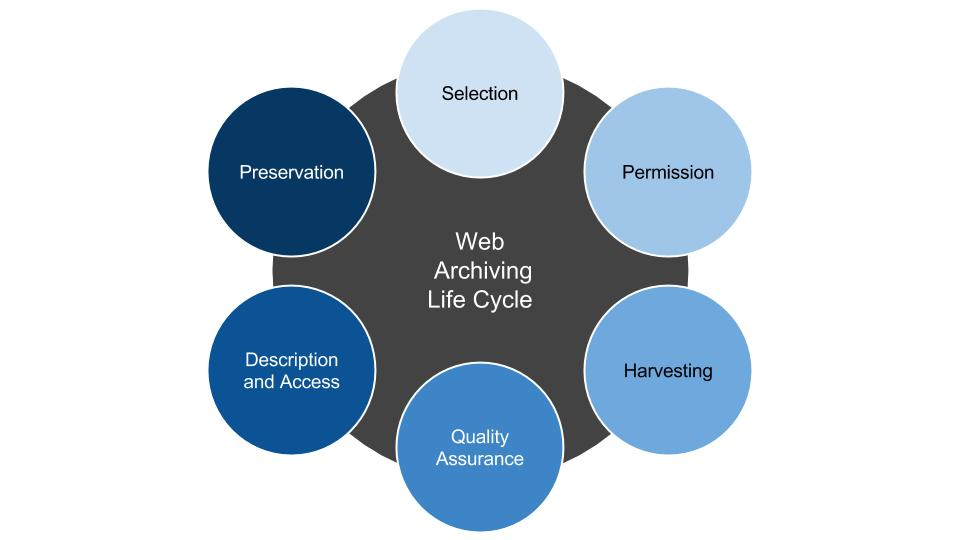 Selection
Permission
Harvesting
Quality
Assurance
Description
and Access
Preservation
Web
Archiving
Life Cycle